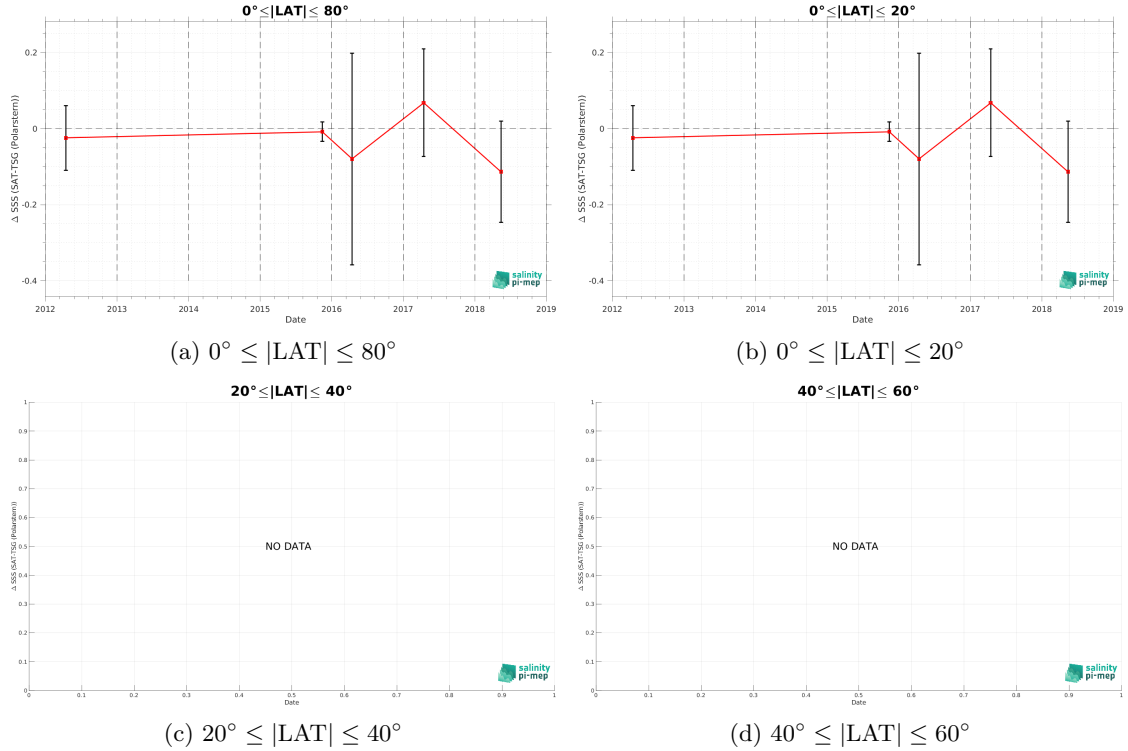 0°≤|LAT|≤ 80°
Δ SSS (SAT-TSG (Polarstern))
0.2
0
-0.2
-0.4
2012 2013 2014 2015 2016 2017 2018 2019
Date
salinity
pi-mep
(a) 0° ≤ |LAT| ≤ 80°
0°≤|LAT|≤ 20°
Δ SSS (SAT-TSG (Polarstern))
0.2
0
-0.2
-0.4
2012 2013 2014 2015 2016 2017 2018 2019
Date
salinity
pi-mep
(b) 0° ≤ |LAT| ≤ 20°
20°≤|LAT|≤ 40°
Δ SSS (SAT-TSG (Polarstern))
1
0.9
0.8
0.7
0.6
0.5
0.4
0.3
0.2
0.1
0
NO DATA
0 0.1 0.2 0.3 0.4 0.5 0.6 0.7 0.8 0.9 1
Date
salinity
pi-mep
(c) 20° ≤ |LAT| ≤ 40°
40°≤|LAT|≤ 60°
Δ SSS (SAT-TSG (Polarstern))
1
0.9
0.8
0.7
0.6
0.5
0.4
0.3
0.2
0.1
0
NO DATA
0 0.1 0.2 0.3 0.4 0.5 0.6 0.7 0.8 0.9 1
Date
salinity
pi-mep
(d) 40° ≤ |LAT| ≤ 60°